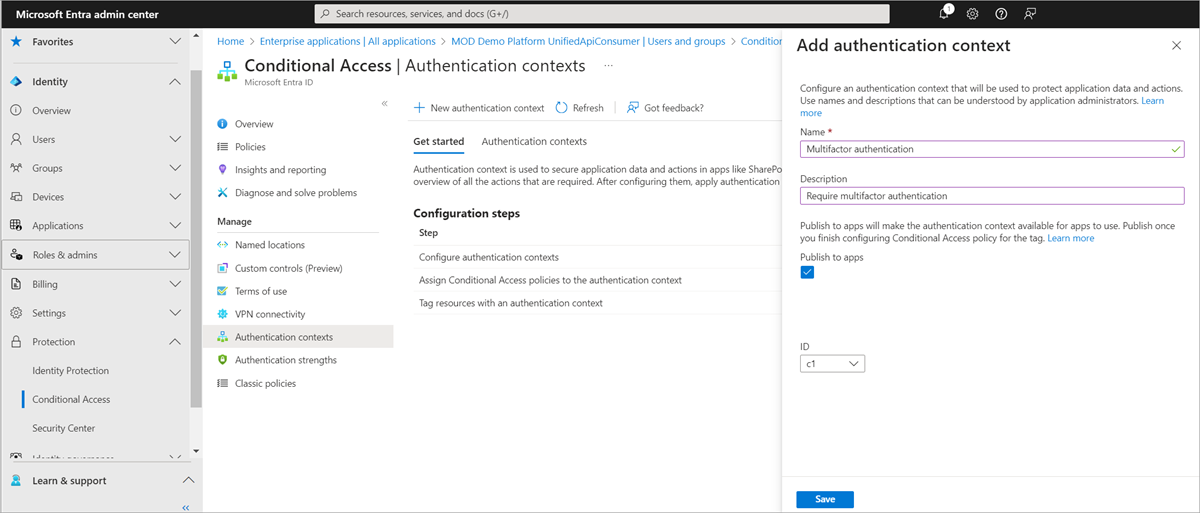 Microsoft Entra admin center
Search resources, services, and docs (G+/)
1
Favorites
Identity
Overview
Users
Groups
Devices
Applications
Roles & admins
Billing
Settings
Protection
Identity Protection
Conditional Access
Security Center
Identity governance
Learn & support
Home > Enterprise applications | All applications > MOD Demo Platform UnifiedApiConsumer | Users and groups > Condition
Conditional Access | Authentication contexts ...
Microsoft Entra ID
Overview
Policies
Insights and reporting
Diagnose and solve problems
Manage
Named locations
Custom controls (Preview)
Terms of use
VPN connectivity
Authentication contexts
Authentication strengths
Classic policies
New authentication context
Refresh
Got feedback?
Get started
Authentication contexts
Authentication context is used to secure application data and actions in apps like SharePo
overview of all the actions that are required. After configuring them, apply authentication
Configuration steps
Step
Configure authentication contexts
Assign Conditional Access policies to the authentication context
Tag resources with an authentication context
Add authentication context
Configure an authentication context that will be used to protect application data and actions.
Use names and descriptions that can be understood by application administrators. Learn
more
Name *
Multifactor authentication
Description
Require multifactor authentication
Publish to apps will make the authentication context available for apps to use. Publish once
you finish configuring Conditional Access policy for the tag. Learn more
Publish to apps
ID
c1
Save